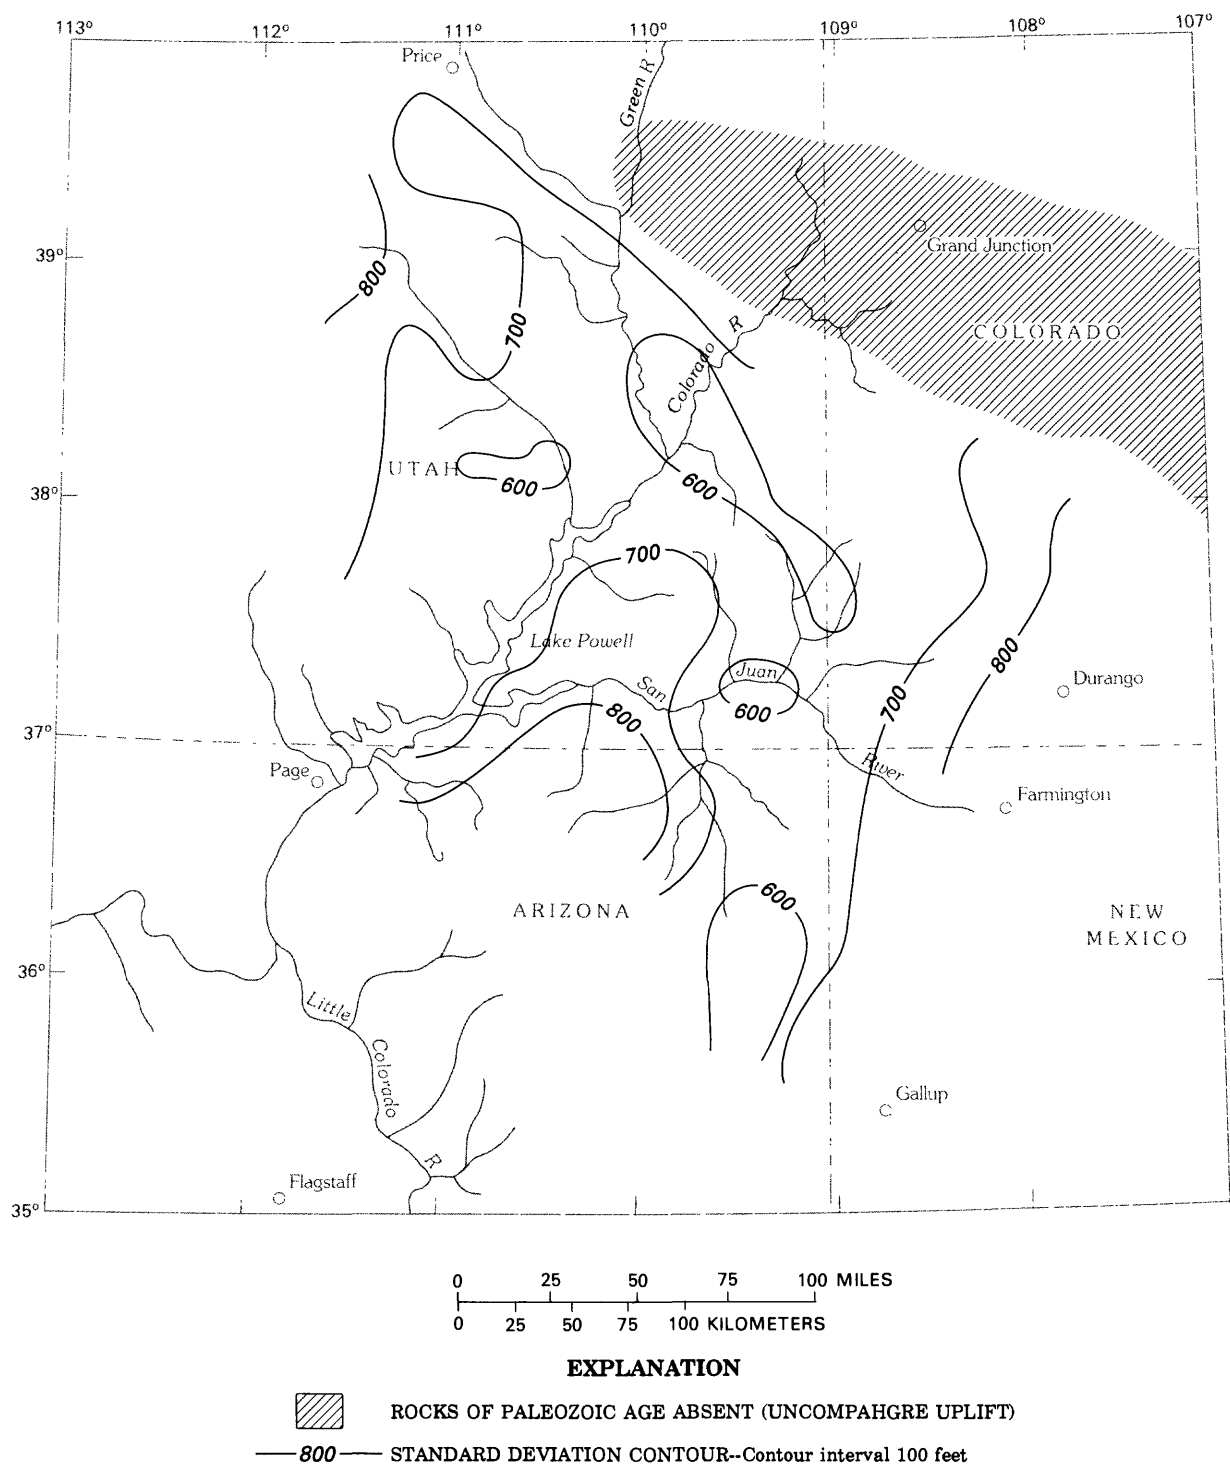 113° 112° 111° 110° 109° 108° 107°
Price
Green R
39°
Grand Junction
800
700
COLORADO
Colorado R
UTAH
600
38°
600
700
Lake Powell
San Juan River
800
Durango
700
600
800
37°
Page
Farmington
ARIZONA
600
NEW
MEXICO
36°
Little Colorado R
Gallup
Flagstaff
35°
0 25 50 75 100 MILES
0 25 50 75 100 KILOMETERS
EXPLANATION
ROCKS OF PALEOZOIC AGE ABSENT (UNCOMPAHGRE UPLIFT)
800 STANDARD DEVIATION CONTOUR--Contour interval 100 feet